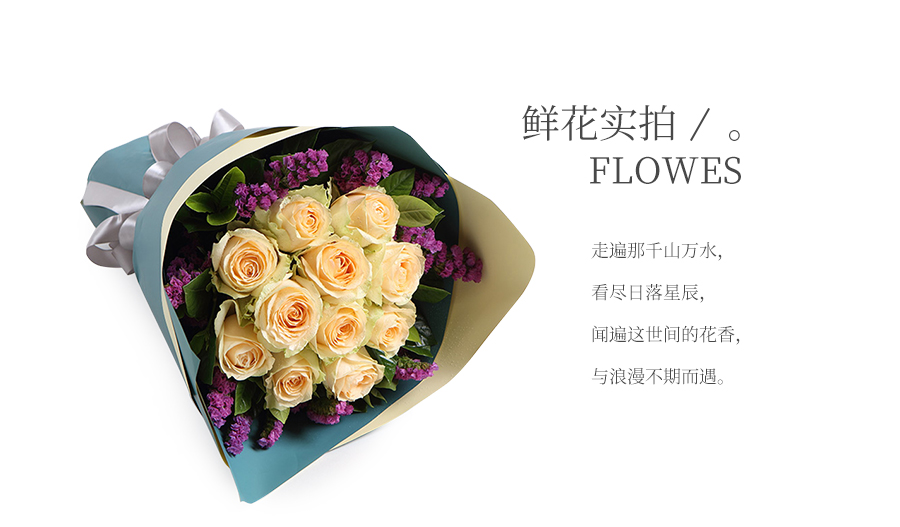 鲜花实拍 / 。
FLOWES
走遍那千山万水,
看尽日落星辰,
闻遍这世间的花香,
与浪漫不期而遇。